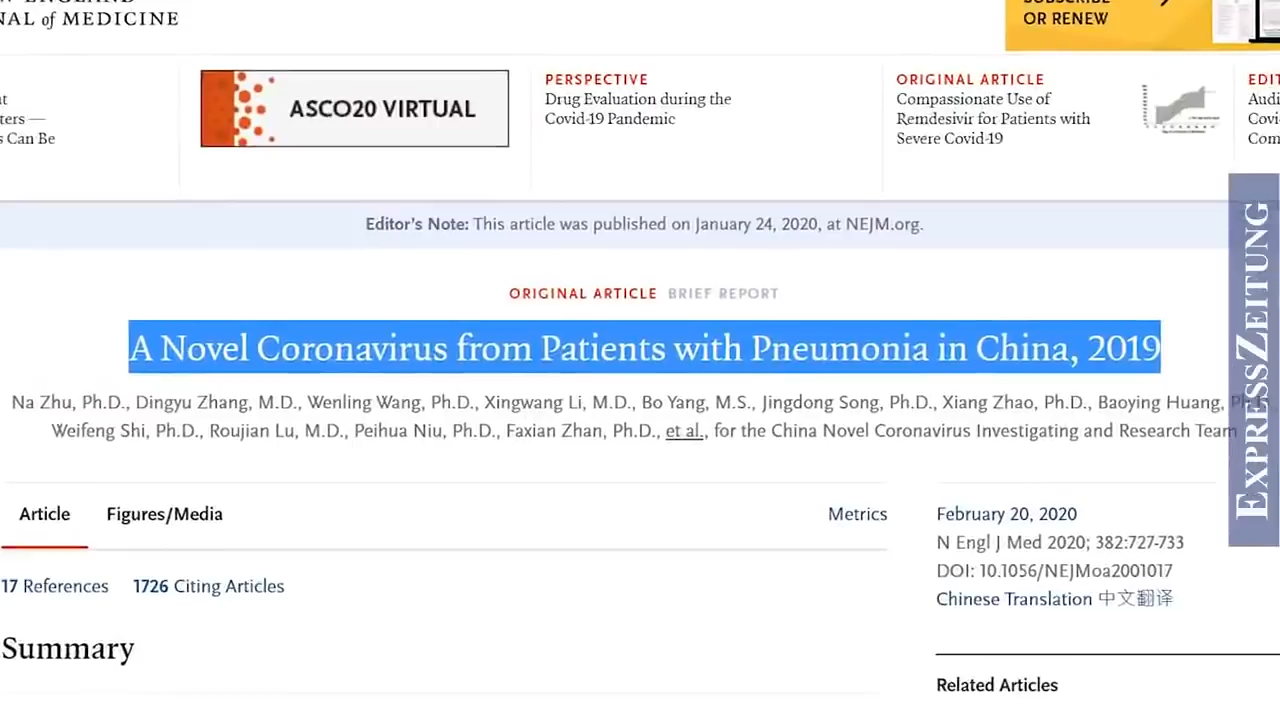 NAL of MEDICINE
OR RENEW
ASCO20 VIRTUAL
PERSPECTIVE
Drug Evaluation during the
Covid-19 Pandemic
ORIGINAL ARTICLE
Compassionate Use of
Remdesivir for Patients with
Severe Covid-19
s Can Be
Editor's Note: This article was published on January 24, 2020, at NEJM.org.
ORIGINAL ARTICLE BRIEF REPORT
A Novel Coronavirus from Patients with Pneumonia in China, 2019
Na Zhu, Ph.D., Dingyu Zhang, M.D., Wenling Wang, Ph.D., Xingwang Li, M.D., Bo Yang, M.S., Jingdong Song, Ph.D., Xiang Zhao, Ph.D., Baoying Huang,
Weifeng Shi, Ph.D., Roujian Lu, M.D., Peihua Niu, Ph.D., Faxian Zhan, Ph.D., et al., for the China Novel Coronavirus Investigating and Research Team
EXPRESSZEITUNG
Article Figures/Media Metrics
17 References 1726 Citing Articles
Summary
February 20, 2020
N Engl J Med 2020; 382:727-733
DOI: 10.1056/NEJMoa2001017
Chinese Translation 中文翻译
Related Articles